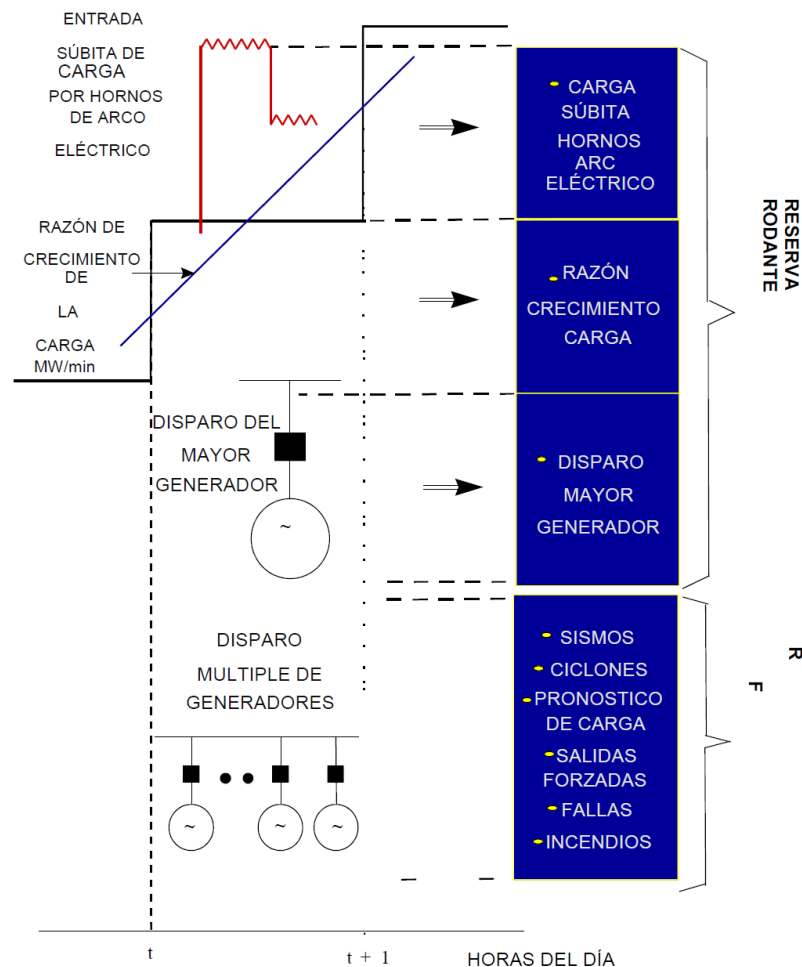 ENTRADA
SÚBITA DE
CARGA
POR HORNOS
DE ARCO
ELÉCTRICO
RAZÓN DE
CRECIMIENTO
DE
LA
CARGA
MW/min
DISPARO DEL
MAYOR
GENERADOR
~
DISPARO
MULTIPLE DE
GENERADORES
~
~
~
CARGA
SÚBITA
HORNOS
ARC
ELÉCTRICO
RAZÓN
CRECIMIENTO
CARGA
DISPARO
MAYOR
GENERADOR
RESERVA
RODANTE
SISMOS
CICLONES
PRONOSTICO
DE CARGA
SALIDAS
FORZADAS
FALLAS
INCENDIOS
R
F
t
t + 1
HORAS DEL DÍA